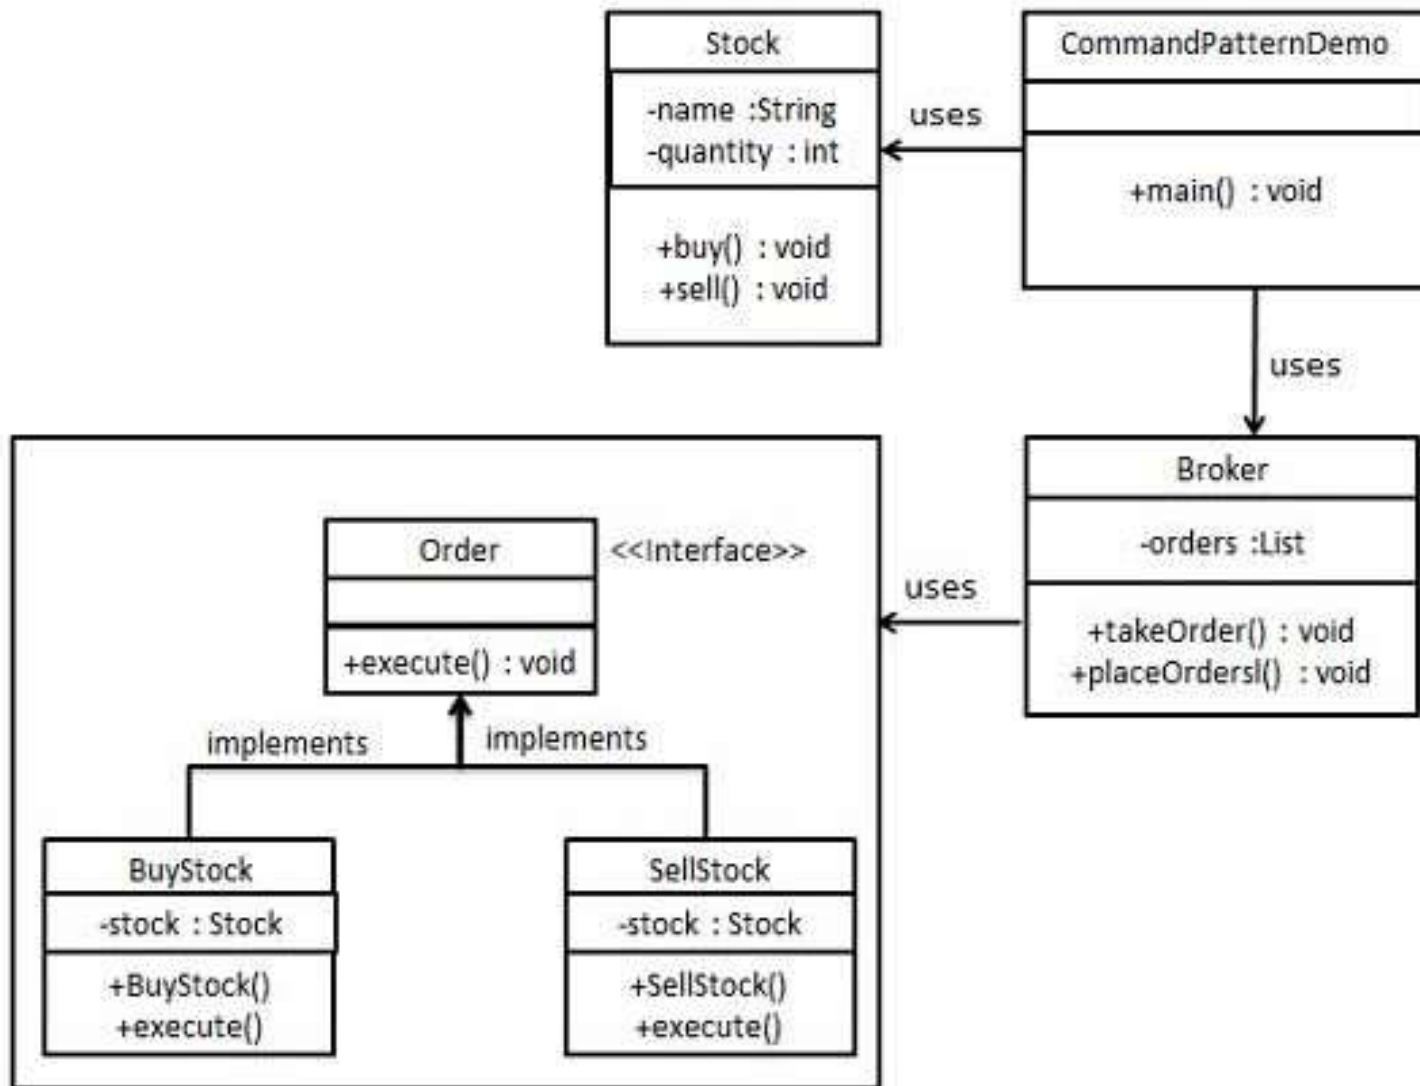 Stock
-name :String
-quantity : int
+buy() : void
+sell() : void
uses
CommandPatternDemo
+main() : void
uses
Broker
-orders :List
+takeOrder() : void
+placeOrdersl() : void
uses
Order
<<Interface>>
+execute() : void
implements
implements
BuyStock
-stock : Stock
+BuyStock()
+execute()
SellStock
-stock : Stock
+SellStock()
+execute()